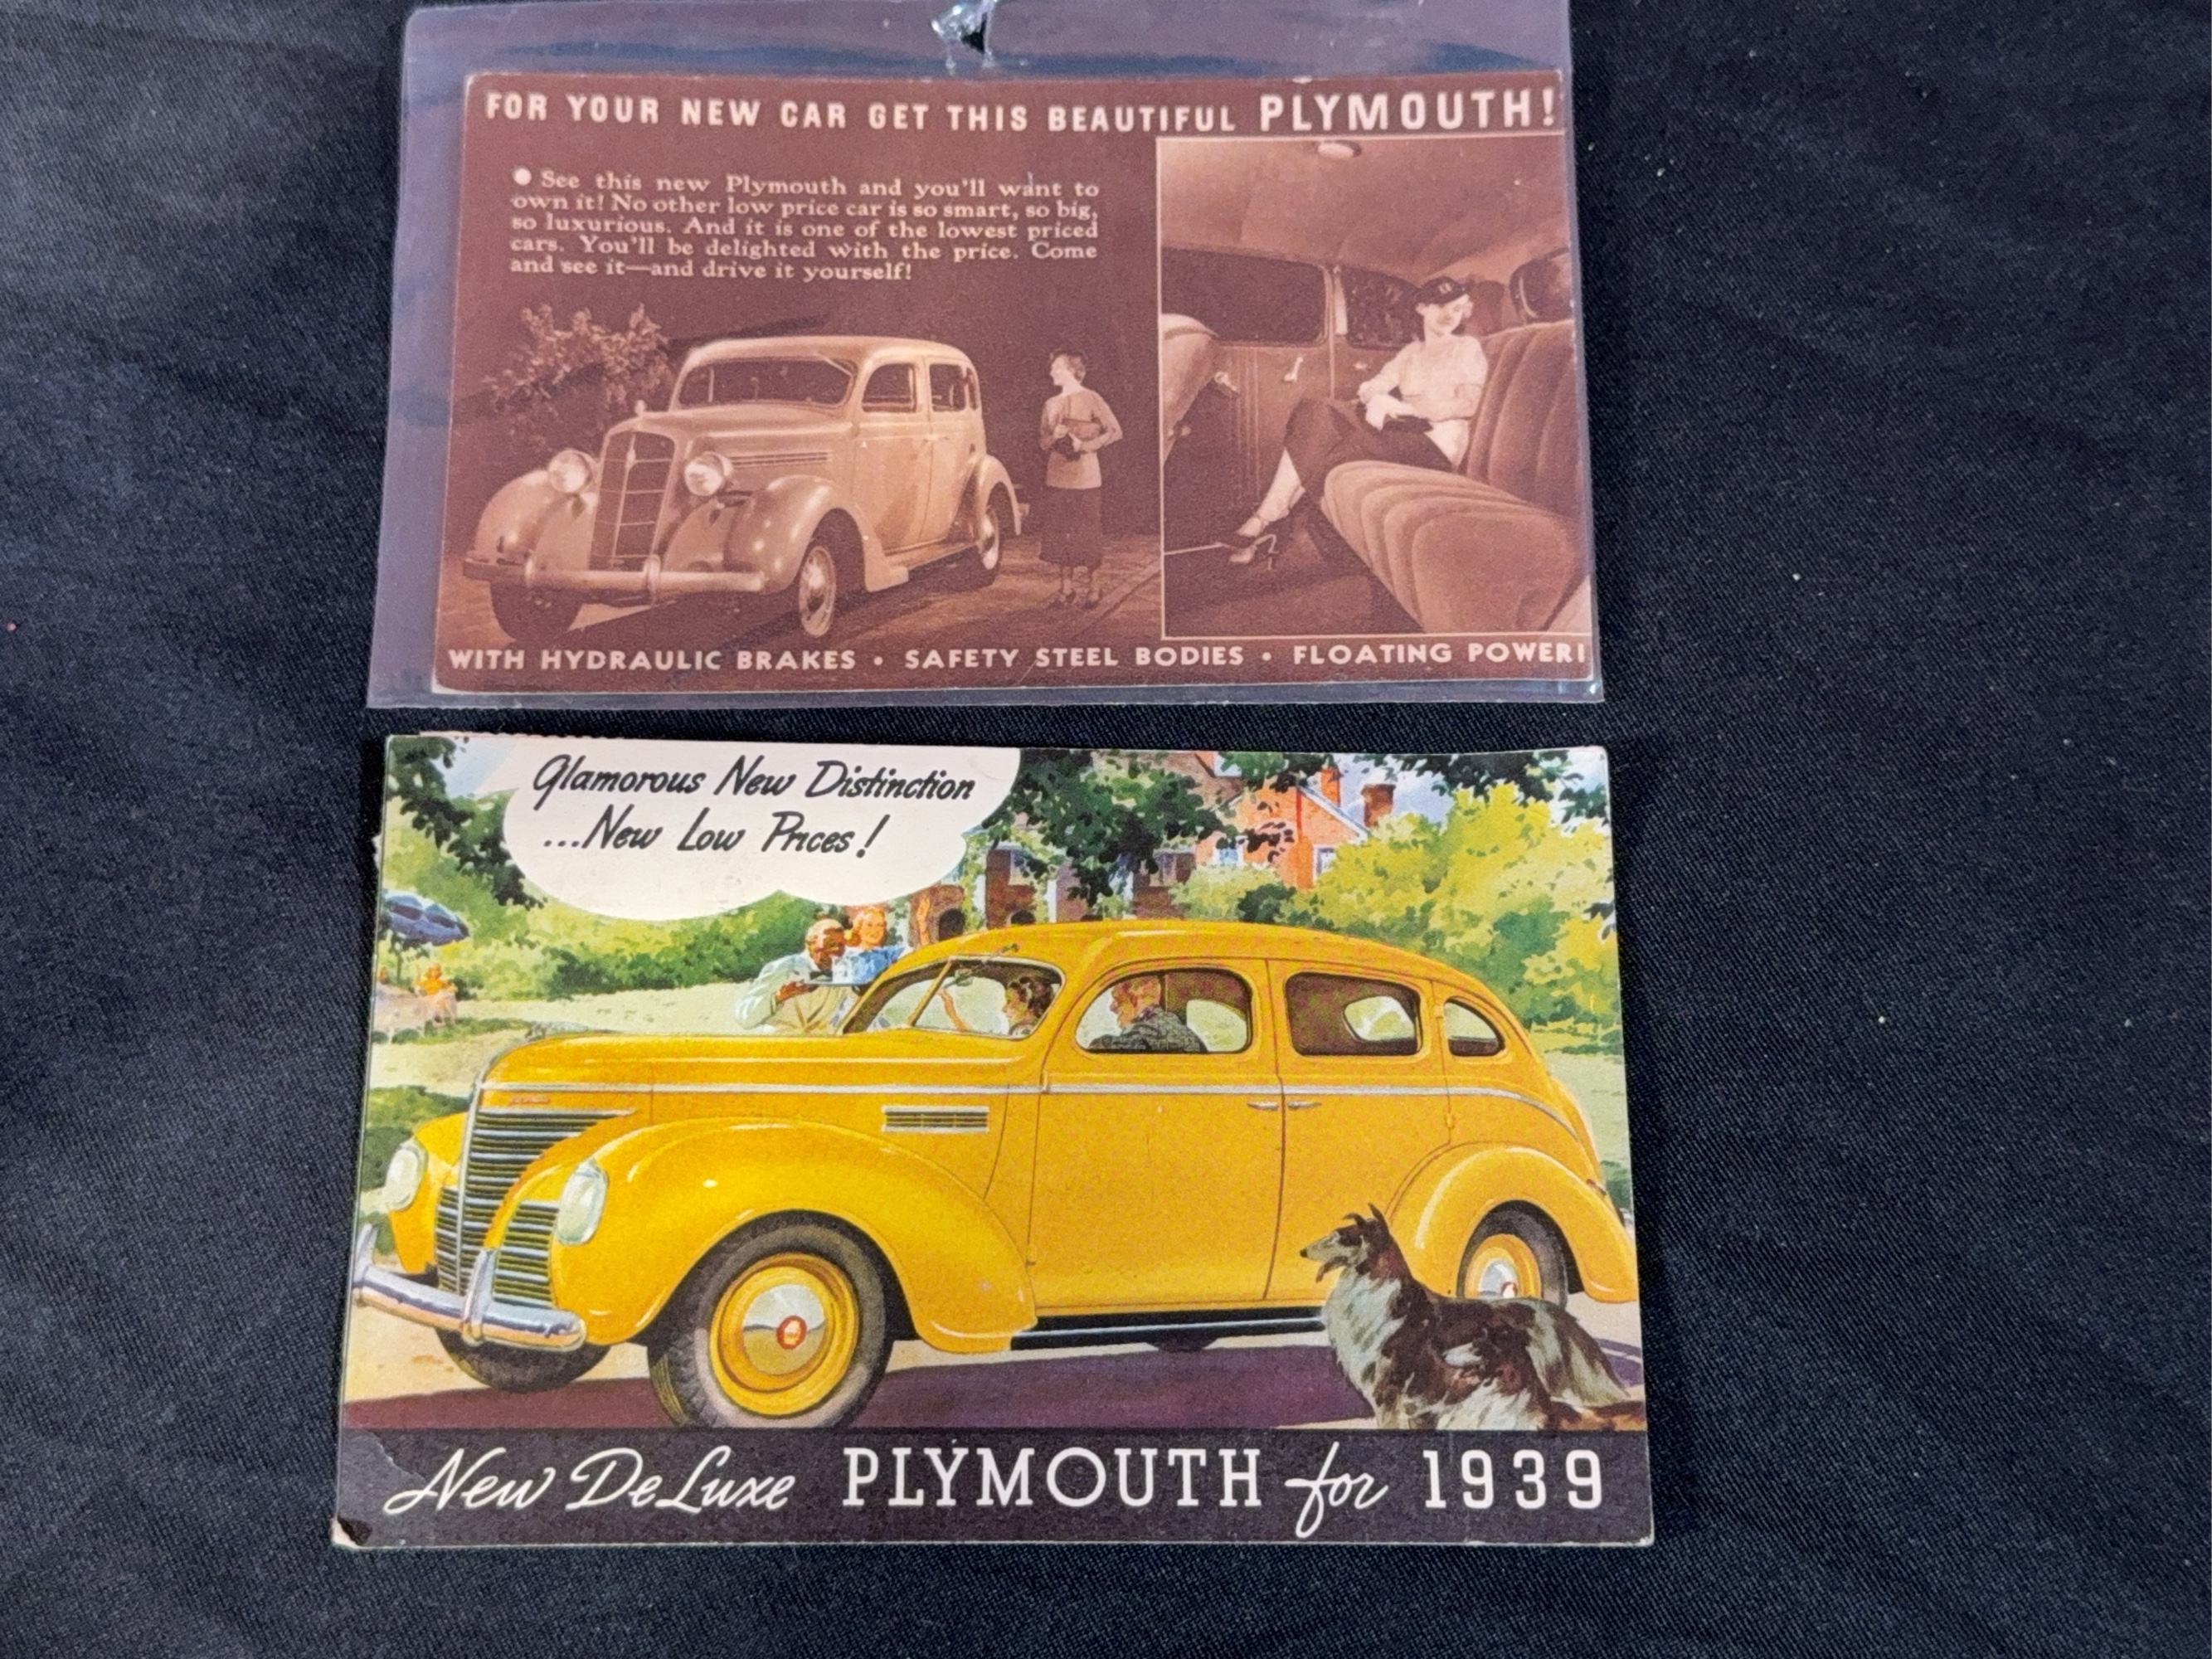 FOR YOUR NEW CAR GET THIS BEAUTIFUL PLYMOUTH!
● See this new Plymouth and you'll want to
own it! No other low price car is so smart, so big,
so luxurious. And it is one of the lowest priced
cars. You'll be delighted with the price. Come
and see it—and drive it yourself!
WITH HYDRAULIC BRAKES • SAFETY STEEL BODIES • FLOATING POWER!
Glamorous New Distinction
...New Low Prices!
New DeLuxe PLYMOUTH for 1939